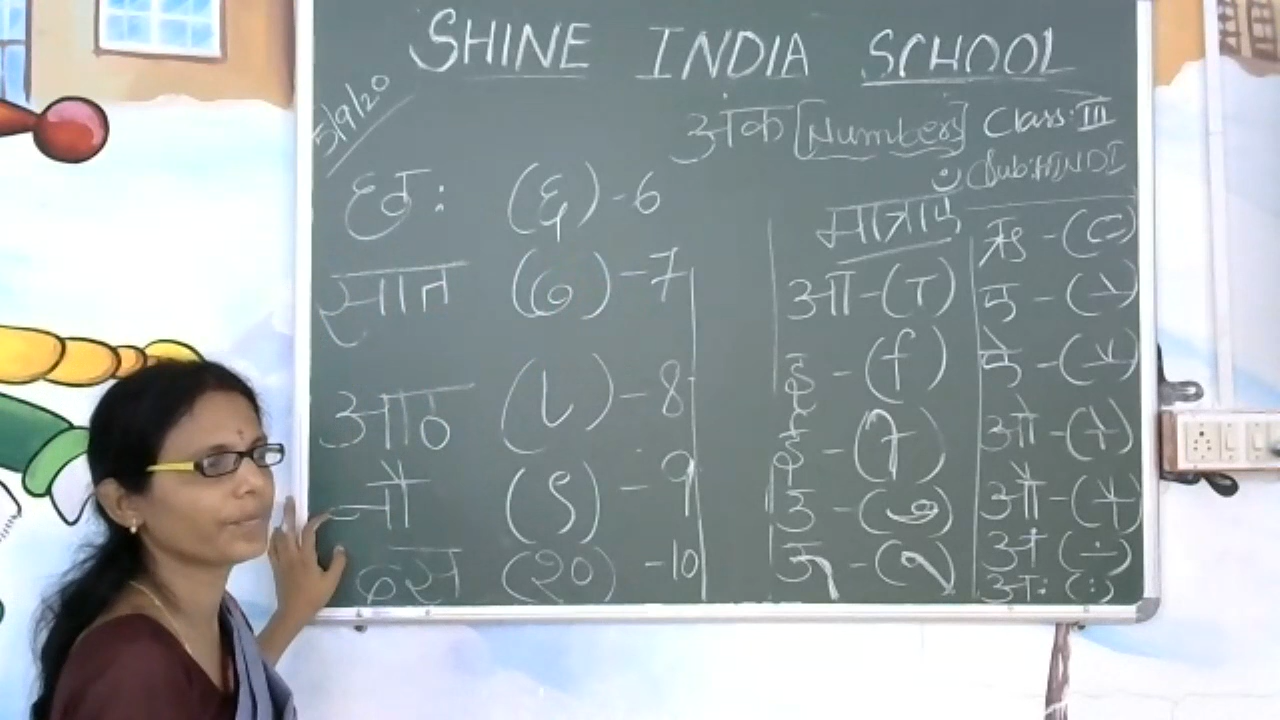 SHINE INDIA SCHOOL
5/9/20
अंक [Numbers] Class: III
Sub: HINDI
छः (६) - 6
सात (७) - 7
आठ (८) - 8
नौ (९) - 9
दस (१०) - 10
मात्राएँ
आ - (ा)
इ - (ि)
ई - (ी)
उ - (ु)
ऊ - (ू)
ऋ - (ृ)
ए - (े)
ऐ - (ै)
ओ - (ो)
औ - (ौ)
अं (ं)
अः (ः)